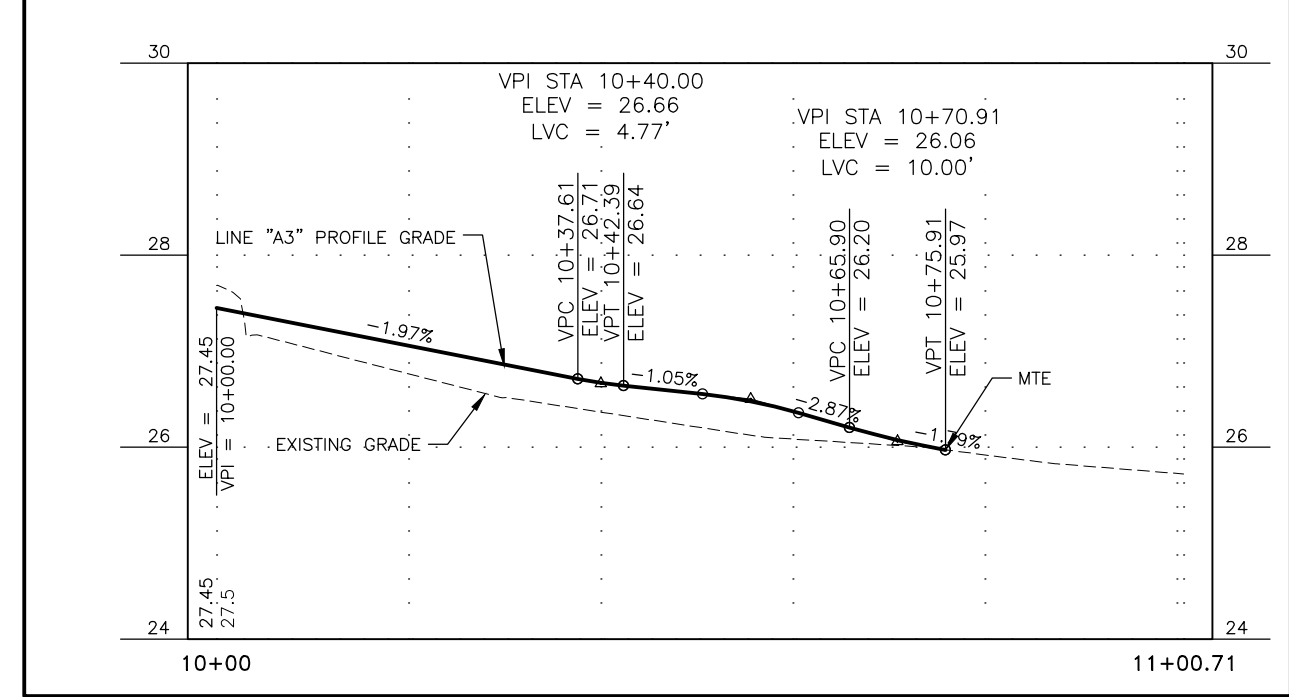 30
30
VPI STA 10+40.00
ELEV = 26.66
LVC = 4.77'
VPI STA 10+70.91
ELEV = 26.06
LVC = 10.00'
VPC 10+37.61
ELEV = 26.71
VPT 10+42.39
ELEV = 26.64
VPC 10+65.90
ELEV = 26.20
VPT 10+75.91
ELEV = 25.97
LINE "A3" PROFILE GRADE
28
28
-1.97%
-1.05%
-2.87%
-1.79%
MTE
EXISTING GRADE
26
26
ELEV = 27.45
VPI = 10+00.00
27.45
27.5
24
24
10+00
11+00.71